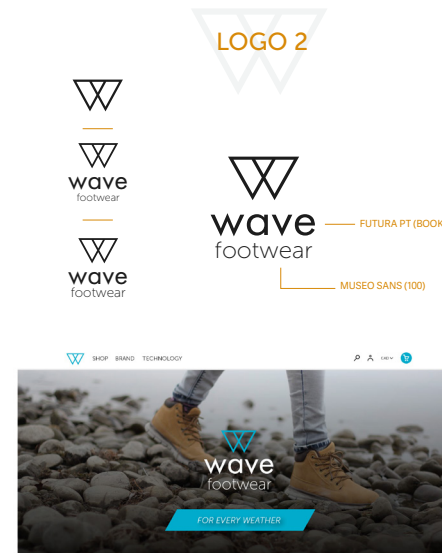 LOGO 2
wave
footwear
wave
footwear
wave
footwear
FUTURA PT (BOOK
MUSEO SANS (100)
SHOP BRAND TECHNOLOGY
wave
footwear
FOR EVERY WEATHER